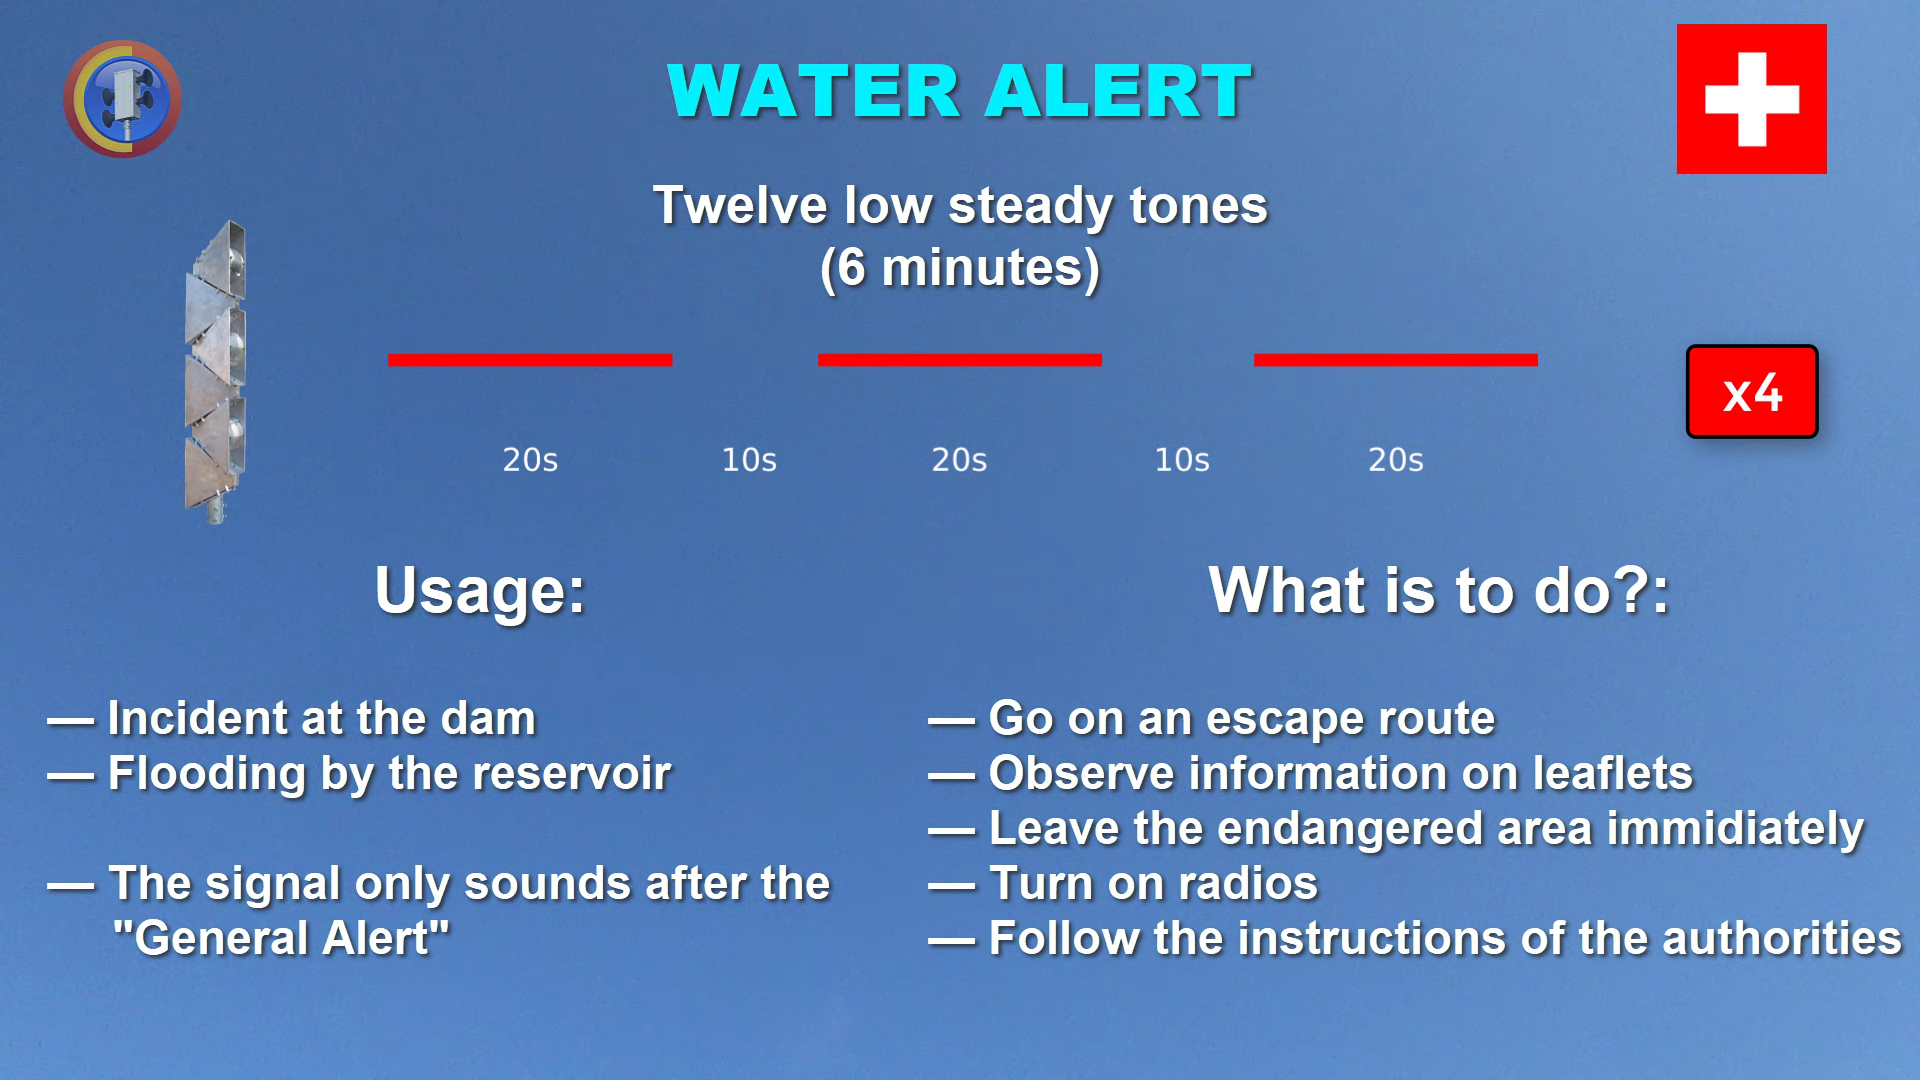 WATER ALERT
Twelve low steady tones
(6 minutes)
x4
20s 10s 20s 10s 20s
Usage:
— Incident at the dam
— Flooding by the reservoir
— The signal only sounds after the
"General Alert"
What is to do?:
— Go on an escape route
— Observe information on leaflets
— Leave the endangered area immidiately
— Turn on radios
— Follow the instructions of the authorities